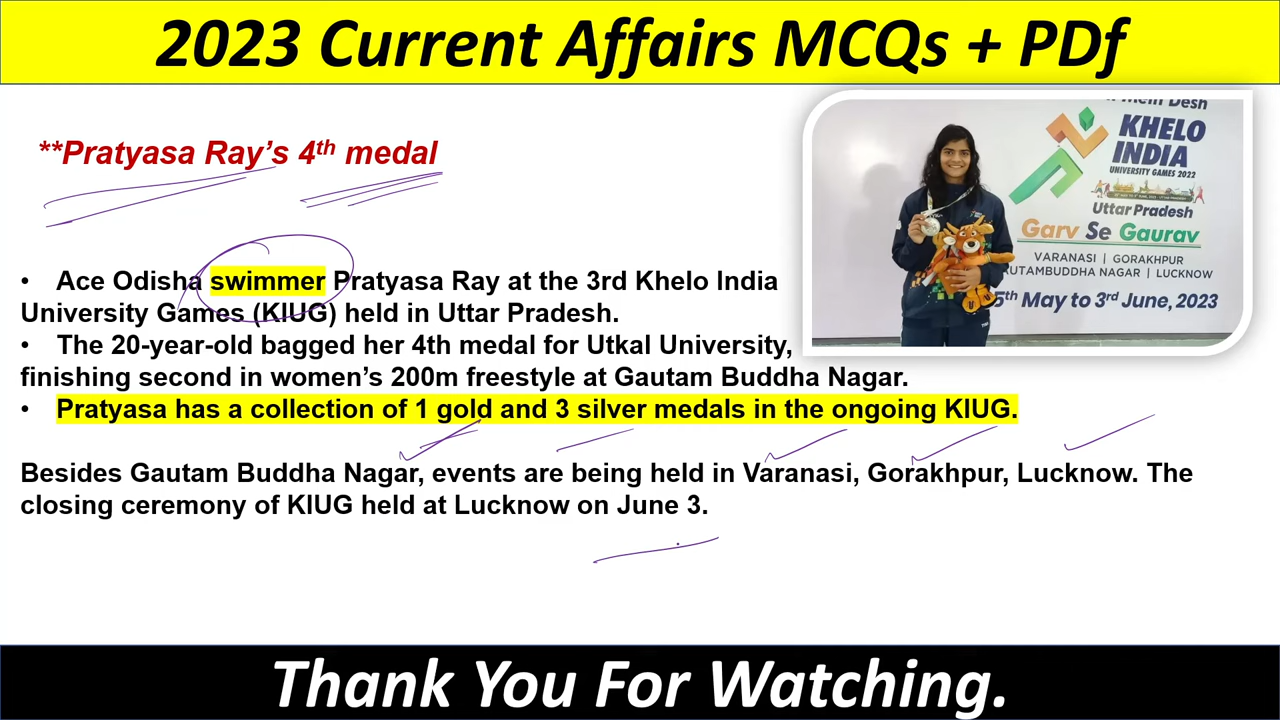 2023 Current Affairs MCQs + PDf
**Pratyasa Ray's 4th medal
Mein Desh
KHELO
INDIA
UNIVERSITY GAMES 2022
Uttar Pradesh
Garv Se Gaurav
VARANASI | GORAKHPUR
UTAMBUDDHA NAGAR | LUCKNOW
5th May to 3rd June, 2023
• Ace Odisha swimmer Pratyasa Ray at the 3rd Khelo India
University Games (KIUG) held in Uttar Pradesh.
• The 20-year-old bagged her 4th medal for Utkal University,
finishing second in women's 200m freestyle at Gautam Buddha Nagar.
• Pratyasa has a collection of 1 gold and 3 silver medals in the ongoing KIUG.
Besides Gautam Buddha Nagar, events are being held in Varanasi, Gorakhpur, Lucknow. The
closing ceremony of KIUG held at Lucknow on June 3.
Thank You For Watching.